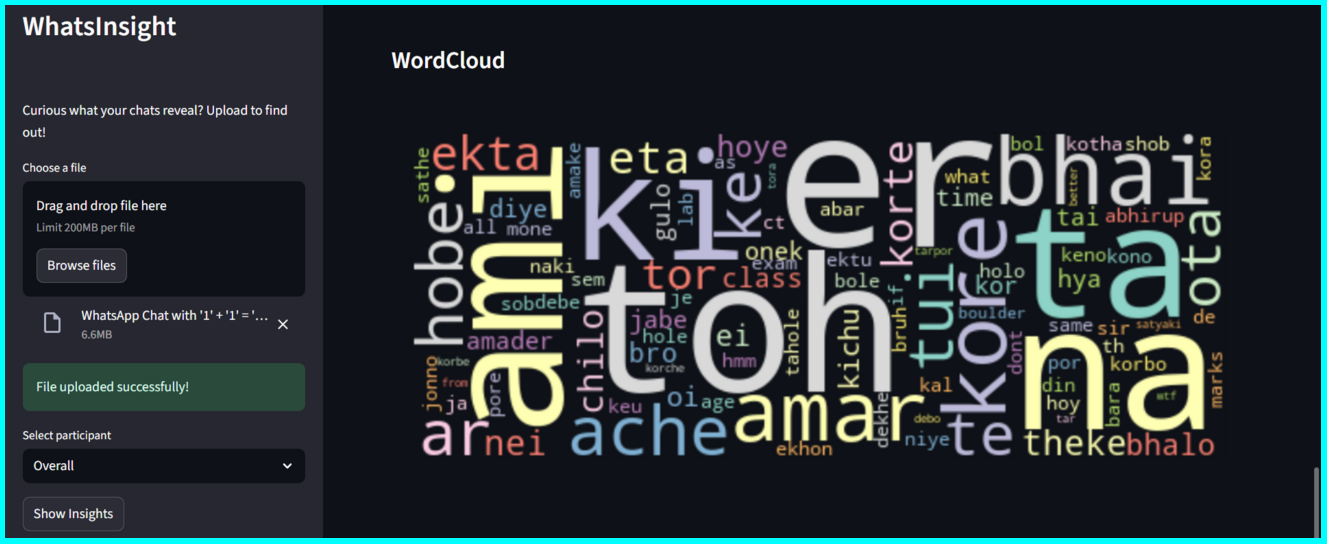 WhatsInsight
Curious what your chats reveal? Upload to find
out!
Choose a file
Drag and drop file here
Limit 200MB per file
Browse files
WhatsApp Chat with '1' + '1' = '...
6.6MB
File uploaded successfully!
Select participant
Overall
Show Insights
WordCloud
sathe
ekta
ami
amake
eta
ki
as
hoye
tora
er
korte
bol
kotha
shob
kora
what
time
bhai
better
hobe
diye
all
mone
gulo
lab
ke
ct
abar
tai
abhirup
ta
oota
naki
sem
onek
exam
ektu
tarpor
kore
holo
kor
keno
kono
hya
sob
debe
tor
class
bole
je
toh
tui
boulder
same
sir
satyaki
de
amader
chilo
jabe
hole
bro
korche
ei
hmm
tahole
kichu
bruh
if
dont
th
na
marks
jonno
korbe
from
ja
pore
por
korbo
din
hoy
tar
bara
wtf
keu
oi
age
amar
kal
dekhe
debo
niye
te
ar
nei
ache
ekhon
theke
bhalo